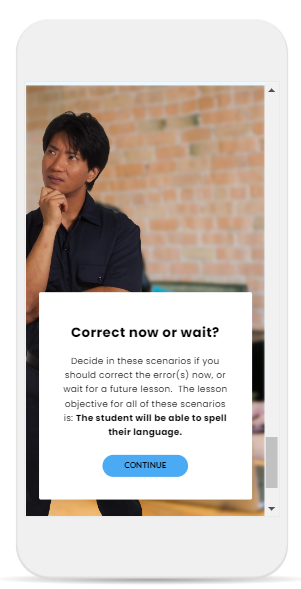 Correct now or wait?
Decide in these scenarios if you
should correct the error(s) now, or
wait for a future lesson.  The lesson
objective for all of these scenarios
is: The student will be able to spell
their language.
CONTINUE